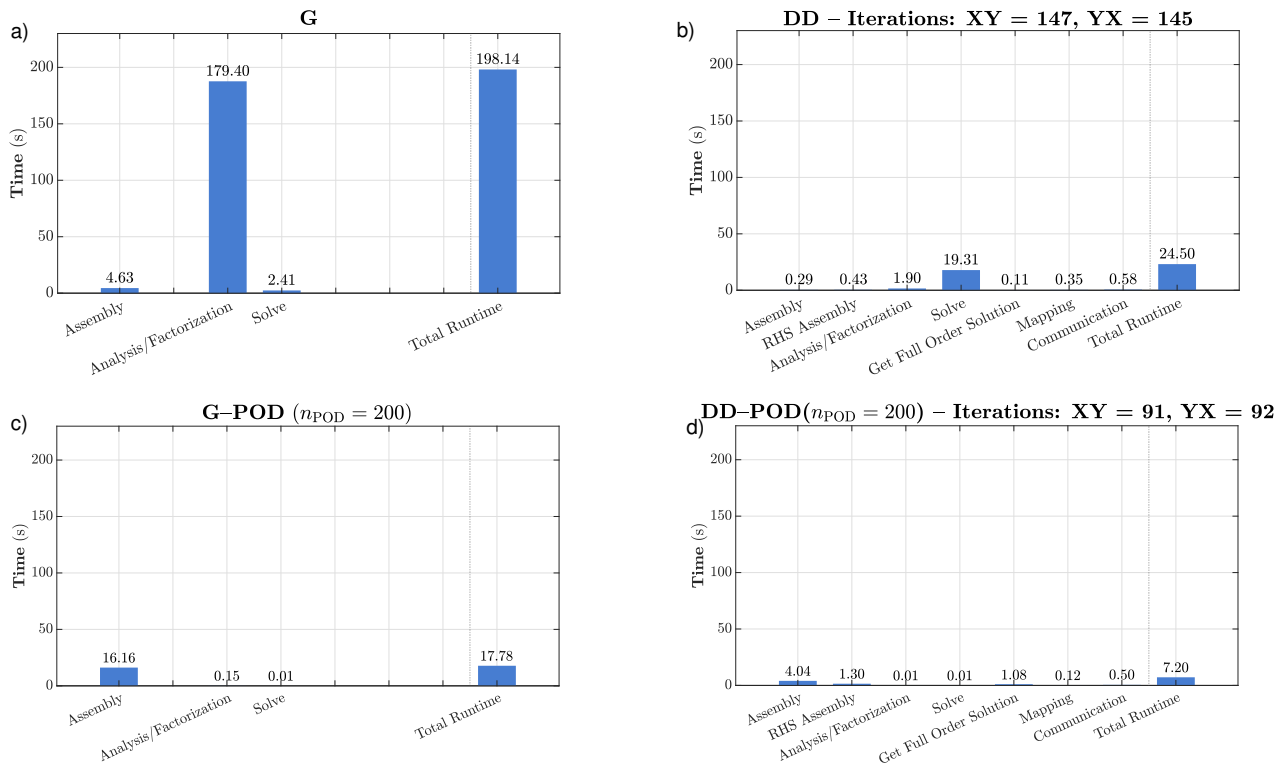 a)
G
Time (s)
200
150
100
50
0
4.63
179.40
2.41
198.14
Assembly
Analysis/Factorization
Solve
Total Runtime
b)
DD – Iterations: XY = 147, YX = 145
Time (s)
200
150
100
50
0
0.29
0.43
1.90
19.31
0.11
0.35
0.58
24.50
Assembly
RHS Assembly
Analysis/Factorization
Solve
Get Full Order Solution
Mapping
Communication
Total Runtime
c)
G–POD (n_POD = 200)
Time (s)
200
150
100
50
0
16.16
0.15
0.01
17.78
Assembly
Analysis/Factorization
Solve
Total Runtime
d)
DD–POD(n_POD = 200) – Iterations: XY = 91, YX = 92
Time (s)
200
150
100
50
0
4.04
1.30
0.01
0.01
1.08
0.12
0.50
7.20
Assembly
RHS Assembly
Analysis/Factorization
Solve
Get Full Order Solution
Mapping
Communication
Total Runtime